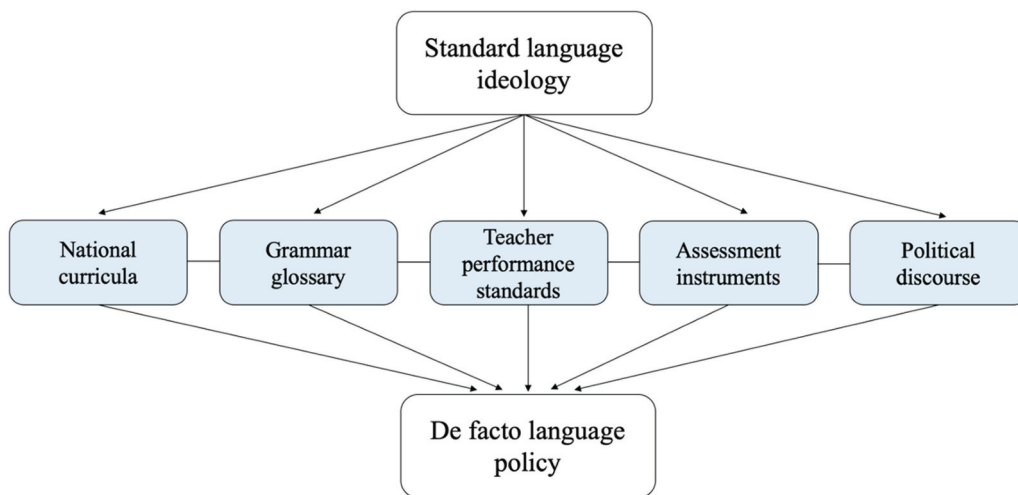 Standard language
ideology
National
curricula
Grammar
glossary
Teacher
performance
standards
Assessment
instruments
Political
discourse
De facto language
policy